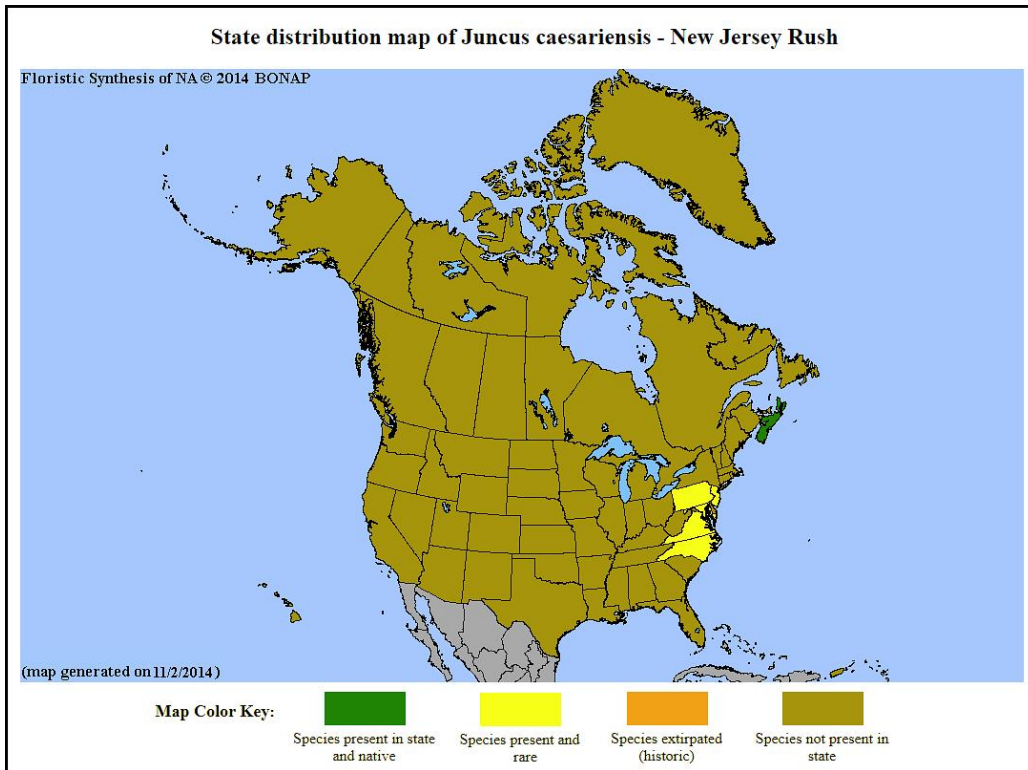 State distribution map of Juncus caesariensis - New Jersey Rush
Floristic Synthesis of NA © 2014 BONAP
(map generated on 11/2/2014)
Map Color Key:
Species present in state
and native
Species present and
rare
Species extirpated
(historic)
Species not present in
state